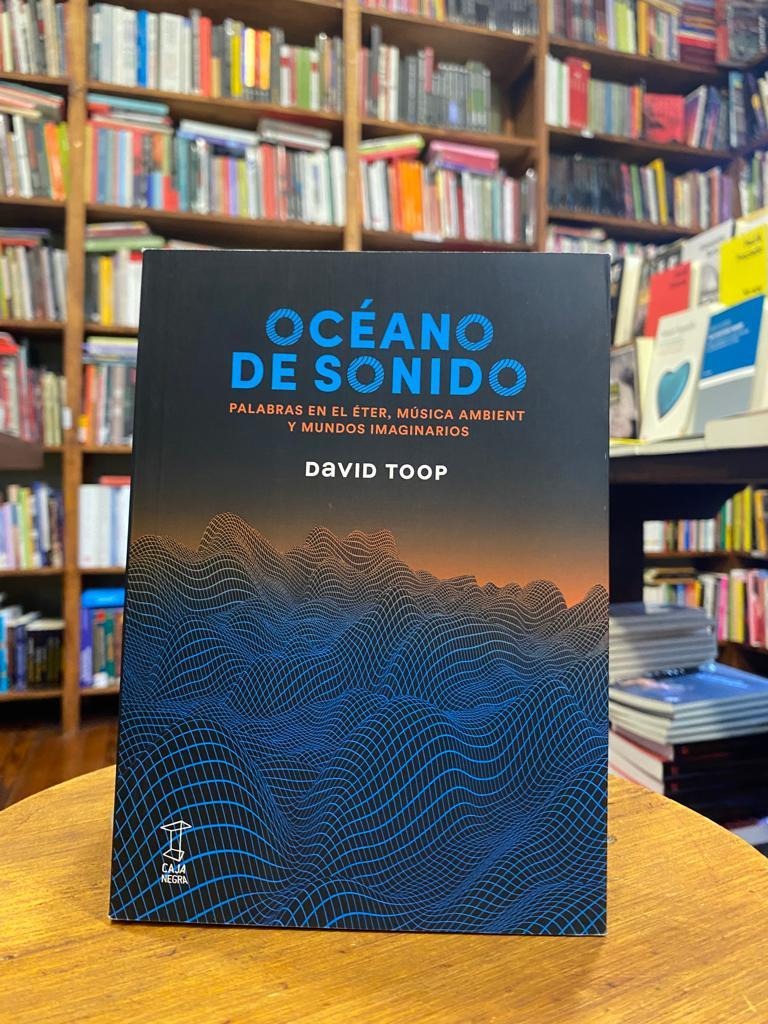 OCÉANO
DE SONIDO
PALABRAS EN EL ÉTER, MÚSICA AMBIENT
Y MUNDOS IMAGINARIOS
DAVID TOOP
CAJA
NEGRA